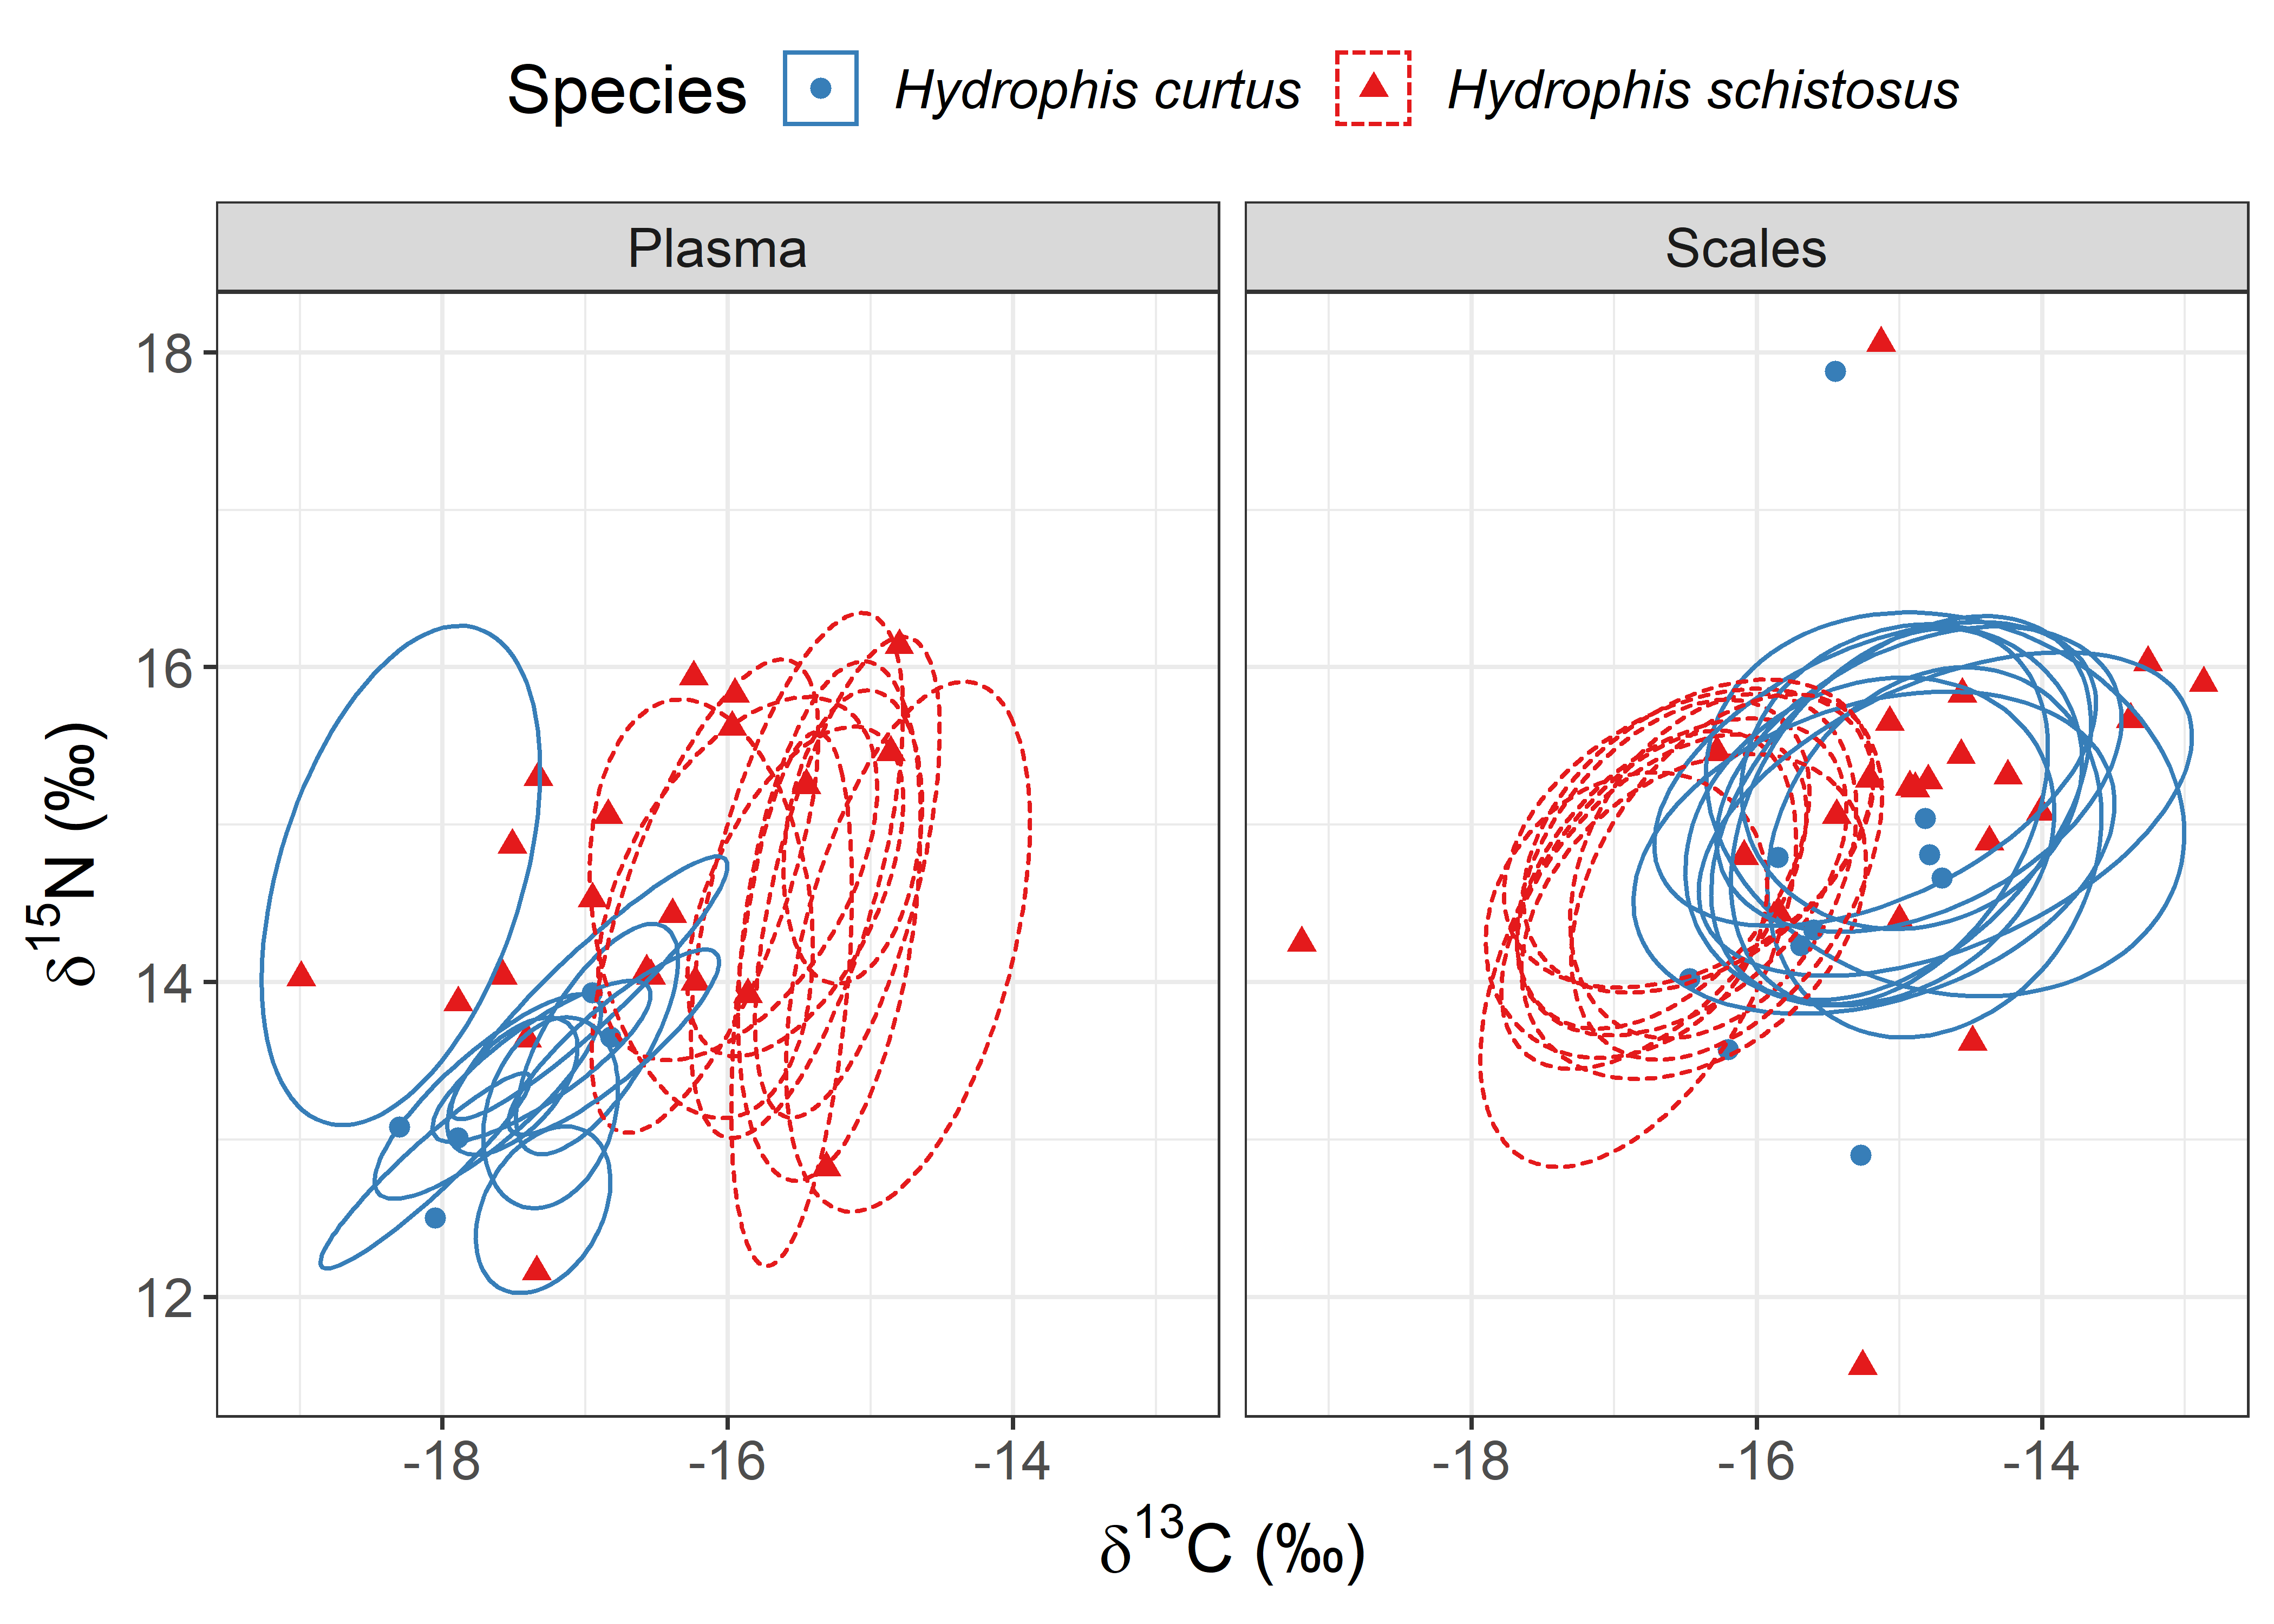 Species Hydrophis curtus Hydrophis schistosus
Plasma Scales
18
16
14
12
δ15N (‰)
-18 -16 -14 -18 -16 -14
δ13C (‰)